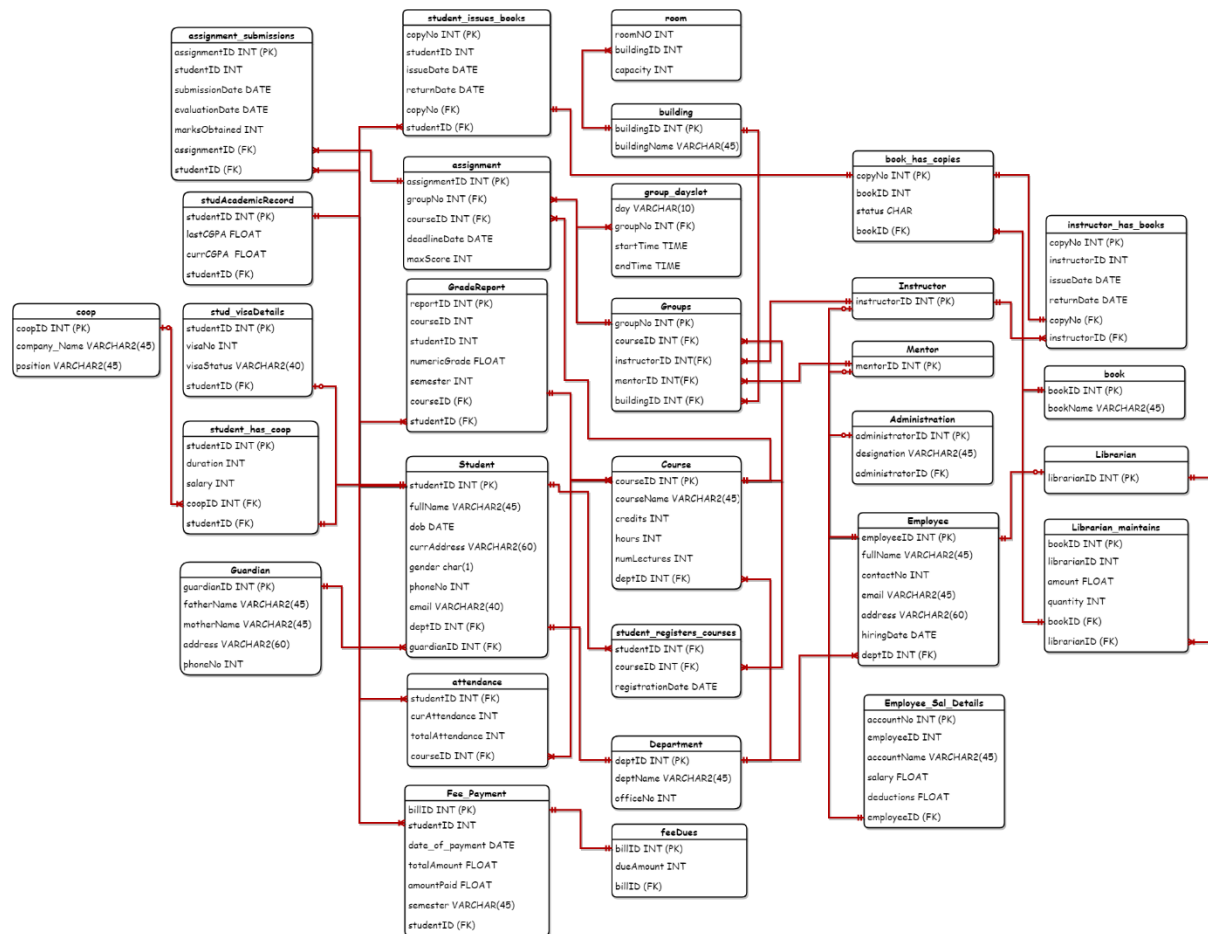 assignment_submissions
assignmentID INT (PK)
studentID INT
submissionDate DATE
evaluationDate DATE
marksObtained INT
assignmentID (FK)
studentID (FK)
student_issues_books
copyNo INT (PK)
studentID INT
issueDate DATE
returnDate DATE
copyNo (FK)
studentID (FK)
room
roomNO INT
buildingID INT
capacity INT
building
buildingID INT (PK)
buildingName VARCHAR(45)
studAcademicRecord
studentID INT (PK)
lastCGPA FLOAT
currCGPA FLOAT
studentID (FK)
assignment
assignmentID INT (PK)
groupNo INT (FK)
courseID INT (FK)
deadlineDate DATE
maxScore INT
group_dayslot
day VARCHAR(10)
groupNo INT (FK)
startTime TIME
endTime TIME
book_has_copies
copyNo INT (PK)
bookID INT
status CHAR
bookID (FK)
instructor_has_books
copyNo INT (PK)
instructorID INT
issueDate DATE
returnDate DATE
copyNo (FK)
instructorID (FK)
coop
coopID INT (PK)
company_Name VARCHAR2(45)
position VARCHAR2(45)
stud_visaDetails
studentID INT (PK)
visaNo INT
visaStatus VARCHAR2(40)
studentID (FK)
GradeReport
reportID INT (PK)
courseID INT
studentID INT
numericGrade FLOAT
semester INT
courseID (FK)
studentID (FK)
Groups
groupNo INT (PK)
courseID INT (FK)
instructorID INT(FK)
mentorID INT(FK)
buildingID INT (FK)
Instructor
instructorID INT (PK)
Mentor
mentorID INT (PK)
book
bookID INT (PK)
bookName VARCHAR2(45)
student_has_coop
studentID INT (PK)
duration INT
salary INT
coopID INT (FK)
studentID (FK)
Student
studentID INT (PK)
fullName VARCHAR2(45)
dob DATE
currAddress VARCHAR2(60)
gender char(1)
phoneNo INT
email VARCHAR2(40)
deptID INT (FK)
guardianID INT (FK)
Course
courseID INT (PK)
courseName VARCHAR2(45)
credits INT
hours INT
numLectures INT
deptID INT (FK)
Administration
administratorID INT (PK)
designation VARCHAR2(45)
administratorID (FK)
Librarian
librarianID INT (PK)
Guardian
guardianID INT (PK)
fatherName VARCHAR2(45)
motherName VARCHAR2(45)
address VARCHAR2(60)
phoneNo INT
Employee
employeeID INT (PK)
fullName VARCHAR2(45)
contactNo INT
email VARCHAR2(45)
address VARCHAR2(60)
hiringDate DATE
deptID INT (FK)
Librarian_maintains
bookID INT (PK)
librarianID INT
amount FLOAT
quantity INT
bookID (FK)
librarianID (FK)
student_registers_courses
studentID INT (FK)
courseID INT (FK)
registrationDate DATE
attendance
studentID INT (FK)
curAttendance INT
totalAttendance INT
courseID INT (FK)
Department
deptID INT (PK)
deptName VARCHAR2(45)
officeNo INT
Employee_Sal_Details
accountNo INT (PK)
employeeID INT
accountName VARCHAR2(45)
salary FLOAT
deductions FLOAT
employeeID (FK)
Fee_Payment
billID INT (PK)
studentID INT
date_of_payment DATE
totalAmount FLOAT
amountPaid FLOAT
semester VARCHAR(45)
studentID (FK)
feeDues
billID INT (PK)
dueAmount INT
billID (FK)